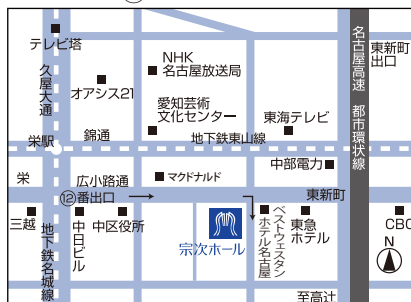 テレビ塔
久屋大通
オアシス21
NHK
名古屋放送局
愛知芸術
文化センター
東海テレビ
名古屋高速 都市環状線
東新町
出口
栄駅
錦通
地下鉄東山線
中部電力
栄
広小路通
マクドナルド
東新町
⑫番出口
三越
地下鉄名城線
中日ビル
中区役所
宗次ホール
ベストウェスタン
ホテル名古屋
東急
ホテル
CBC
N
至高辻